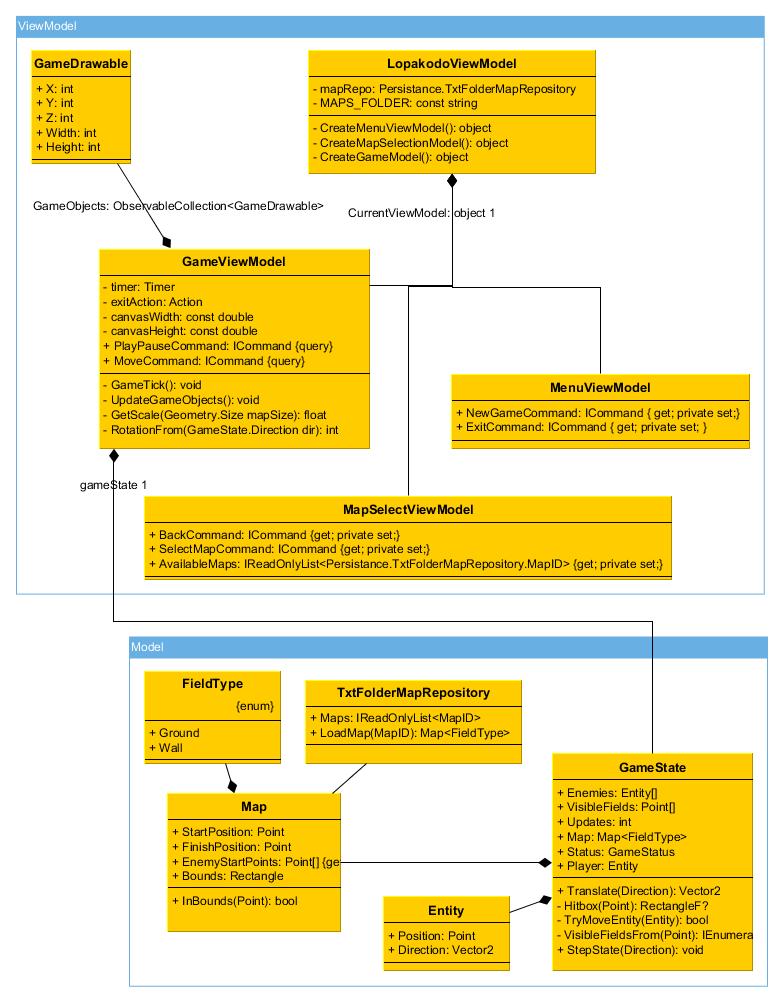 ViewModel
GameDrawable
+ X: int
+ Y: int
+ Z: int
+ Width: int
+ Height: int
LopakodoViewModel
- mapRepo: Persistance.TxtFolderMapRepository
- MAPS_FOLDER: const string
- CreateMenuViewModel(): object
- CreateMapSelectionModel(): object
- CreateGameModel(): object
GameObjects: ObservableCollection<GameDrawable>
CurrentViewModel: object 1
GameViewModel
- timer: Timer
- exitAction: Action
- canvasWidth: const double
- canvasHeight: const double
+ PlayPauseCommand: ICommand {query}
+ MoveCommand: ICommand {query}
- GameTick(): void
- UpdateGameObjects(): void
- GetScale(Geometry.Size mapSize): float
- RotationFrom(GameState.Direction dir): int
MenuViewModel
+ NewGameCommand: ICommand { get; private set;}
+ ExitCommand: ICommand { get; private set; }
gameState 1
MapSelectViewModel
+ BackCommand: ICommand {get; private set;}
+ SelectMapCommand: ICommand {get; private set;}
+ AvailableMaps: IReadOnlyList<Persistance.TxtFolderMapRepository.MapID> {get; private set;}
Model
FieldType
{enum}
+ Ground
+ Wall
TxtFolderMapRepository
+ Maps: IReadOnlyList<MapID>
+ LoadMap(MapID): Map<FieldType>
Map
+ StartPosition: Point
+ FinishPosition: Point
+ EnemyStartPoints: Point[] {ge
+ Bounds: Rectangle
+ InBounds(Point): bool
Entity
+ Position: Point
+ Direction: Vector2
GameState
+ Enemies: Entity[]
+ VisibleFields: Point[]
+ Updates: int
+ Map: Map<FieldType>
+ Status: GameStatus
+ Player: Entity
+ Translate(Direction): Vector2
- Hitbox(Point): RectangleF?
- TryMoveEntity(Entity): bool
- VisibleFieldsFrom(Point): IEnumera
+ StepState(Direction): void